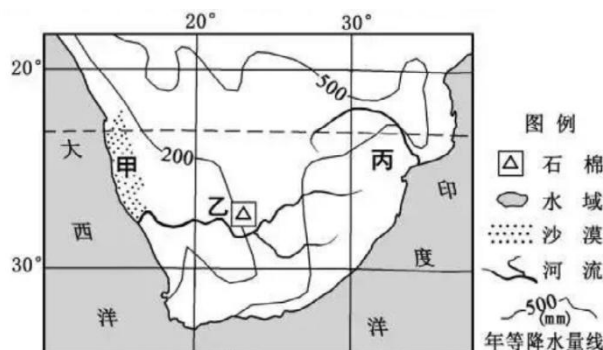 20°
30°
20°
500
甲
200
丙
乙
30°
大
西
洋
印
度
洋
图例
石棉
水域
沙漠
河流
500
(mm)
年等降水量线